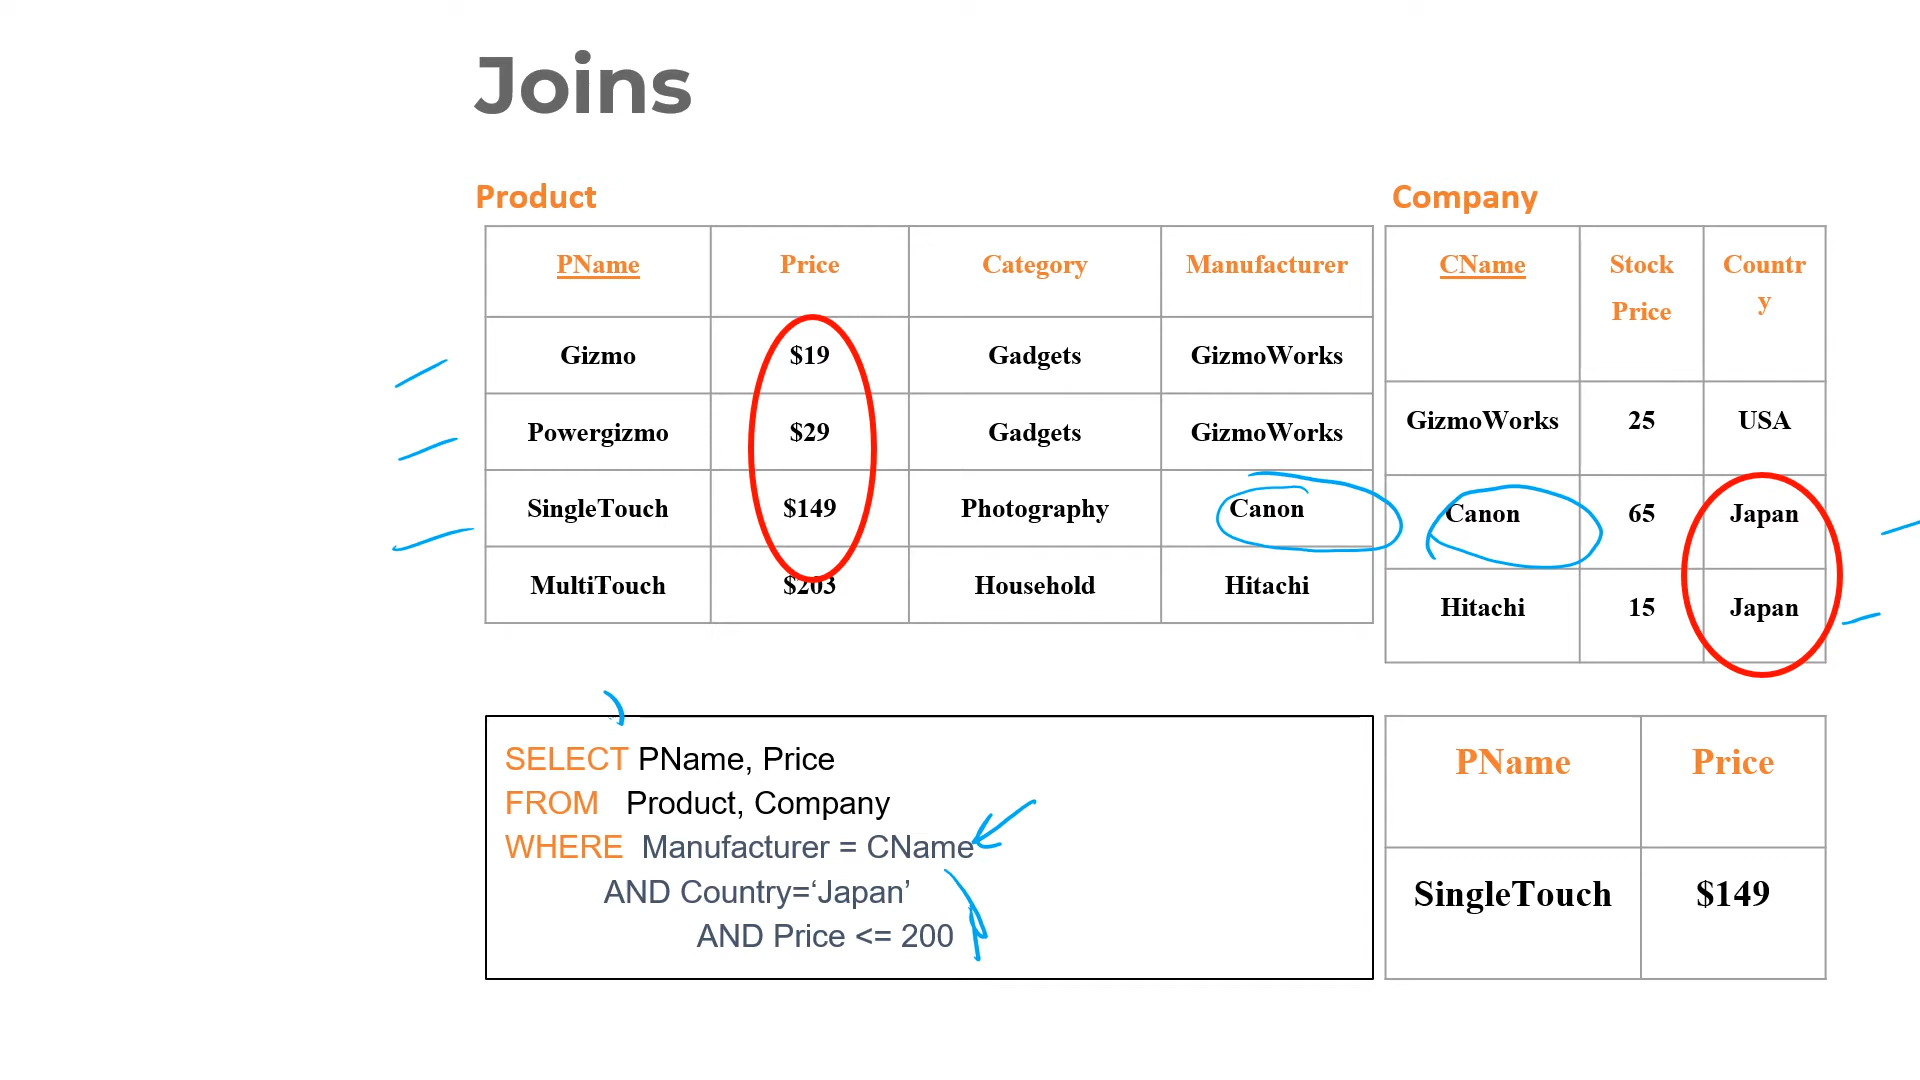 Joins
Product
PName Price Category Manufacturer
Gizmo $19 Gadgets GizmoWorks
Powergizmo $29 Gadgets GizmoWorks
SingleTouch $149 Photography Canon
MultiTouch $203 Household Hitachi
Company
CName Stock Countr
Price y
GizmoWorks 25 USA
Canon 65 Japan
Hitachi 15 Japan
SELECT PName, Price
FROM Product, Company
WHERE Manufacturer = CName
AND Country=‘Japan’
AND Price <= 200
PName Price
SingleTouch $149